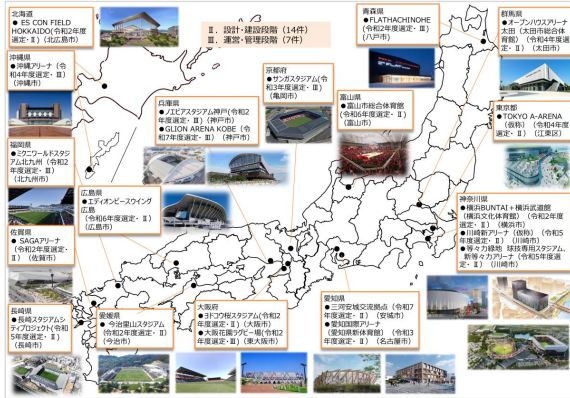 Ⅱ．設計・建設段階（14件）
Ⅲ．運営・管理段階（7件）
北海道
● ES CON FIELD
HOKKAIDO(令和2年度選
定・Ⅱ)（北広島市）
沖縄県
●沖縄アリーナ（令
和4年度選定・Ⅲ）
(沖縄市)
福岡県
●ミクニワールドスタジ
アム北九州（令和2
年度選定・Ⅲ）
(北九州市)
佐賀県
● SAGAアリーナ
（令和2年度選
定・Ⅱ）(佐賀市)
長崎県
●長崎スタジアムシ
ティプロジェクト(令和
5年度選定・Ⅱ)
(長崎市)
広島県
●エディオンピースウイング
広島
(令和6年度選定・Ⅱ)
(広島市)
愛媛県
● 今治里山スタジアム
(令和2年度選定・Ⅱ)
(今治市)
兵庫県
●ノエビアスタジアム神戸(令和2
年度選定・Ⅱ)（神戸市）
●GLION ARENA KOBE（令
和7年度選定・Ⅱ）（神戸市）
京都府
●サンガスタジアム(令
和3年度選定・Ⅲ)
(亀岡市)
大阪府
●ヨドコウ桜スタジアム(令和2
年度選定・Ⅱ)（大阪市）
●大阪花園ラグビー場(令和2
年度選定・Ⅲ) (東大阪市)
富山県
●富山市総合体育館
(令和6年度選定・Ⅱ)
(富山市)
愛知県
●三河安城交流拠点（令和7
年度選定・Ⅱ）（安城市）
●愛知国際アリーナ
（愛知県新体育館）（令和3
年度選定・Ⅱ）（名古屋市）
青森県
●FLATHACHINOHE
(令和2年度選定・Ⅲ)
(八戸市)
群馬県
●オープンハウスアリーナ
太田（太田市総合体
育館）（令和2年度選
定・Ⅱ）（太田市）
東京都
●TOKYO A-ARENA
（仮称）（令和4年度
選定・Ⅱ）（江東区）
神奈川県
●横浜BUNTAI＋横浜武道館
（横浜文化体育館）（令和2年度
選定・Ⅱ）（横浜市）
●川崎新アリーナ（仮称）（令和5
年度選定・Ⅱ）（川崎市）
●等々力緑地 球技専用スタジアム、
新等々力アリーナ（令和5年度選
定・Ⅱ）（川崎市）